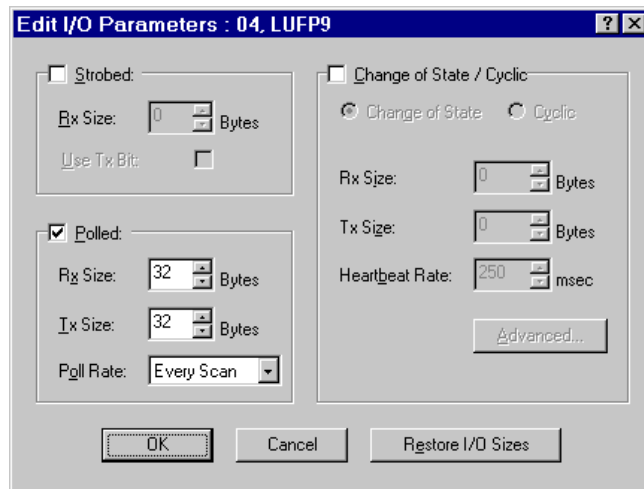 Edit I/O Parameters : 04, LUFP9
Strobed:
Rx Size: 0 Bytes
Use Tx Bit:
Polled:
Rx Size: 32 Bytes
Tx Size: 32 Bytes
Poll Rate: Every Scan
Change of State / Cyclic
Change of State Cyclic
Rx Size: 0 Bytes
Tx Size: 0 Bytes
Heartbeat Rate: 250 msec
Advanced...
OK Cancel Restore I/O Sizes